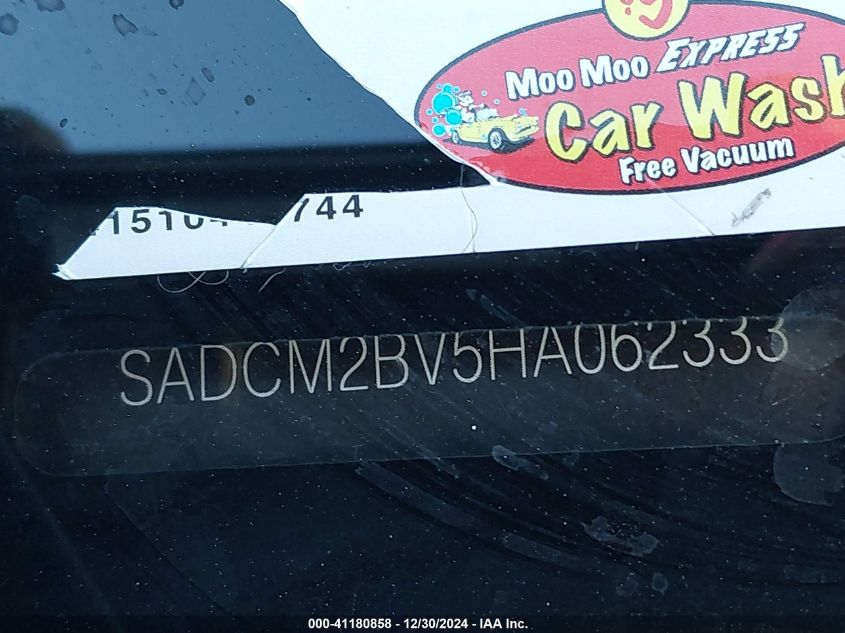 Moo Moo EXPRESS
Car Wash
Free Vacuum
744
SADCM2BV5HA062333
000-41180858 - 12/30/2024 - IAA Inc.